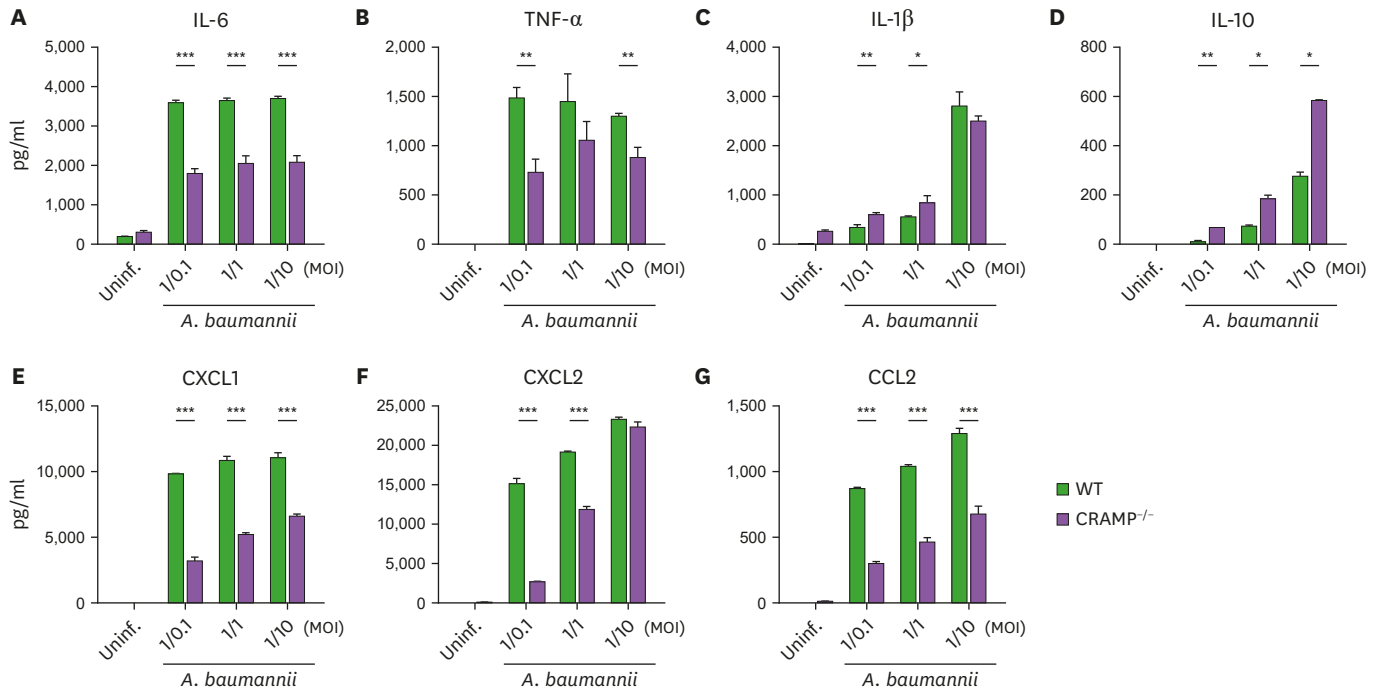 A IL-6
5,000
4,000
3,000
2,000
1,000
0
pg/ml
*** *** ***
Uninf. 1/0.1 1/1 1/10 (MOI)
A. baumannii
B TNF-α
2,000
1,500
1,000
500
0
** **
Uninf. 1/0.1 1/1 1/10 (MOI)
A. baumannii
C IL-1β
4,000
3,000
2,000
1,000
0
** *
Uninf. 1/0.1 1/1 1/10 (MOI)
A. baumannii
D IL-10
800
600
400
200
0
** * *
Uninf. 1/0.1 1/1 1/10 (MOI)
A. baumannii
E CXCL1
15,000
10,000
5,000
0
pg/ml
*** *** ***
Uninf. 1/0.1 1/1 1/10 (MOI)
A. baumannii
F CXCL2
25,000
20,000
15,000
10,000
5,000
0
*** ***
Uninf. 1/0.1 1/1 1/10 (MOI)
A. baumannii
G CCL2
1,500
1,000
500
0
*** *** ***
Uninf. 1/0.1 1/1 1/10 (MOI)
A. baumannii
WT
CRAMP⁻/⁻